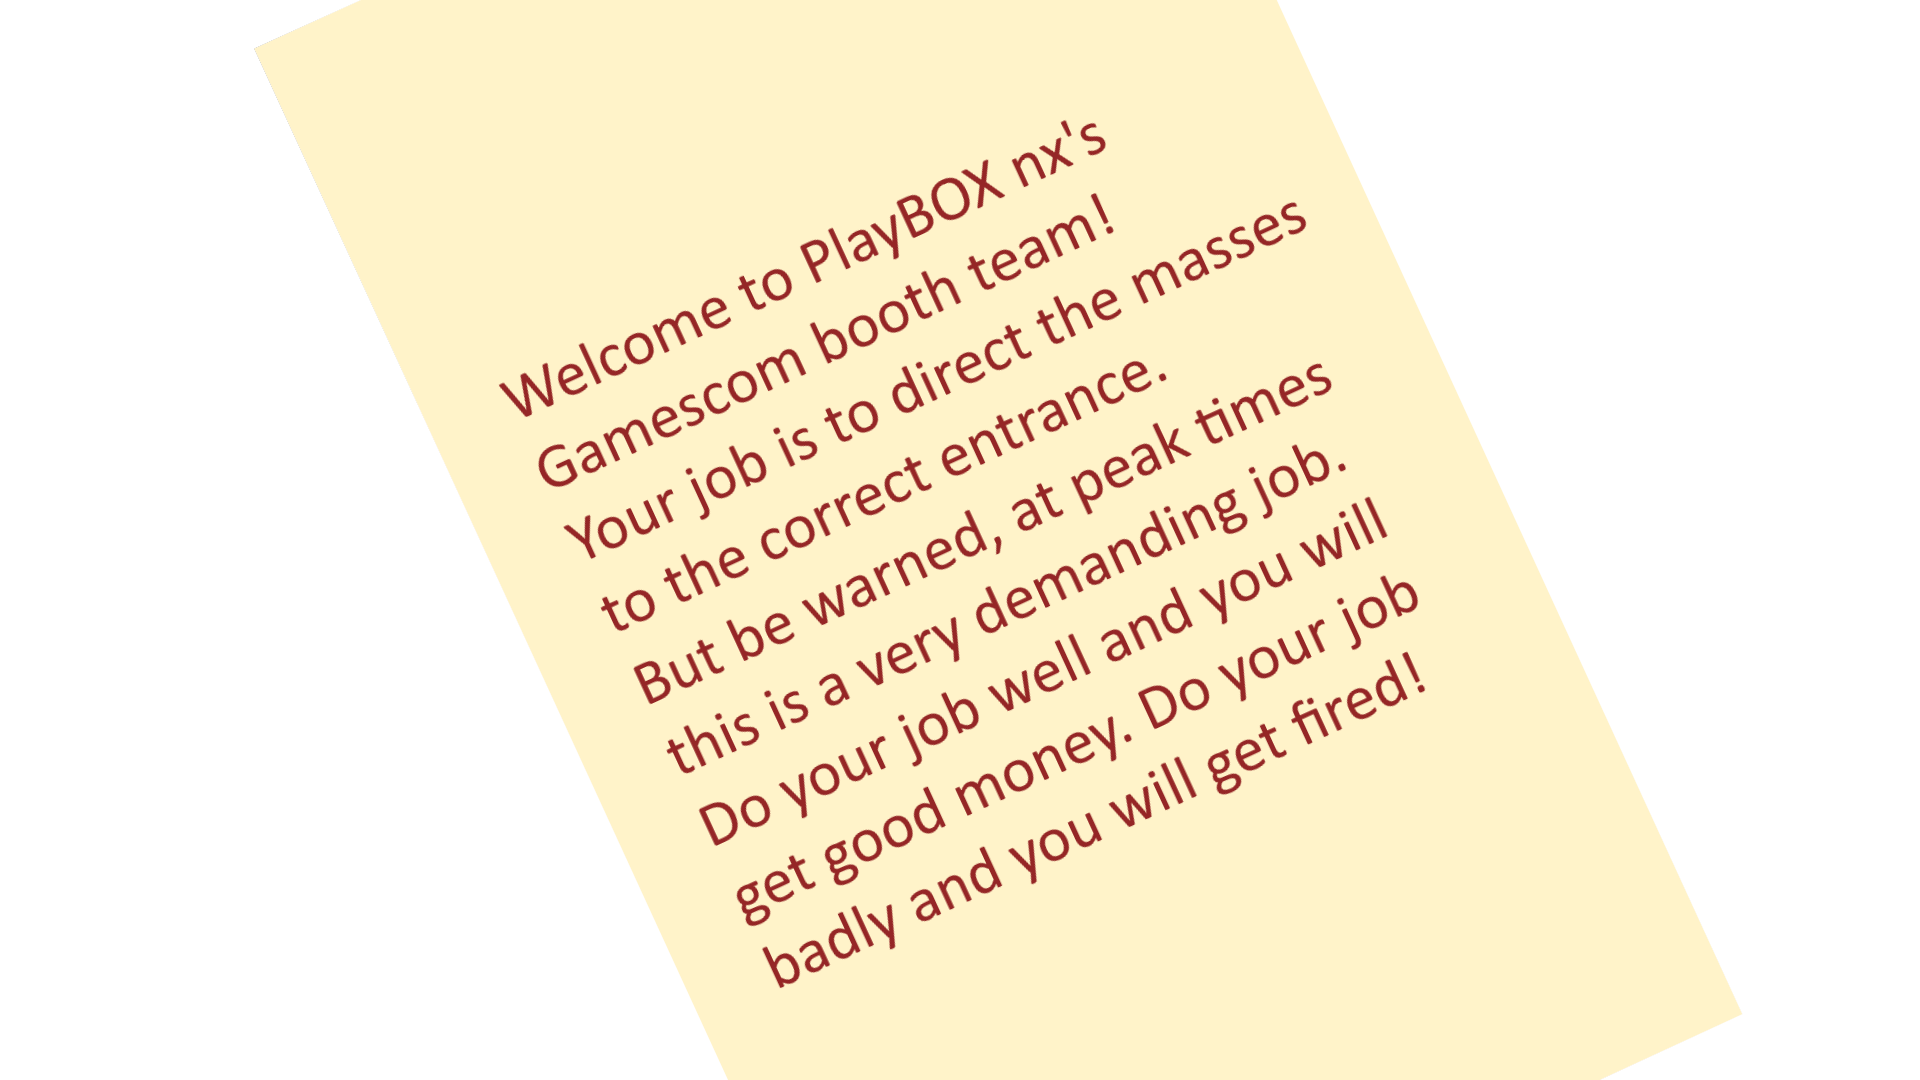 Welcome to PlayBOX nx's
Gamescom booth team!
Your job is to direct the masses
to the correct entrance.
But be warned, at peak times
this is a very demanding job.
Do your job well and you will
get good money. Do your job
badly and you will get fired!